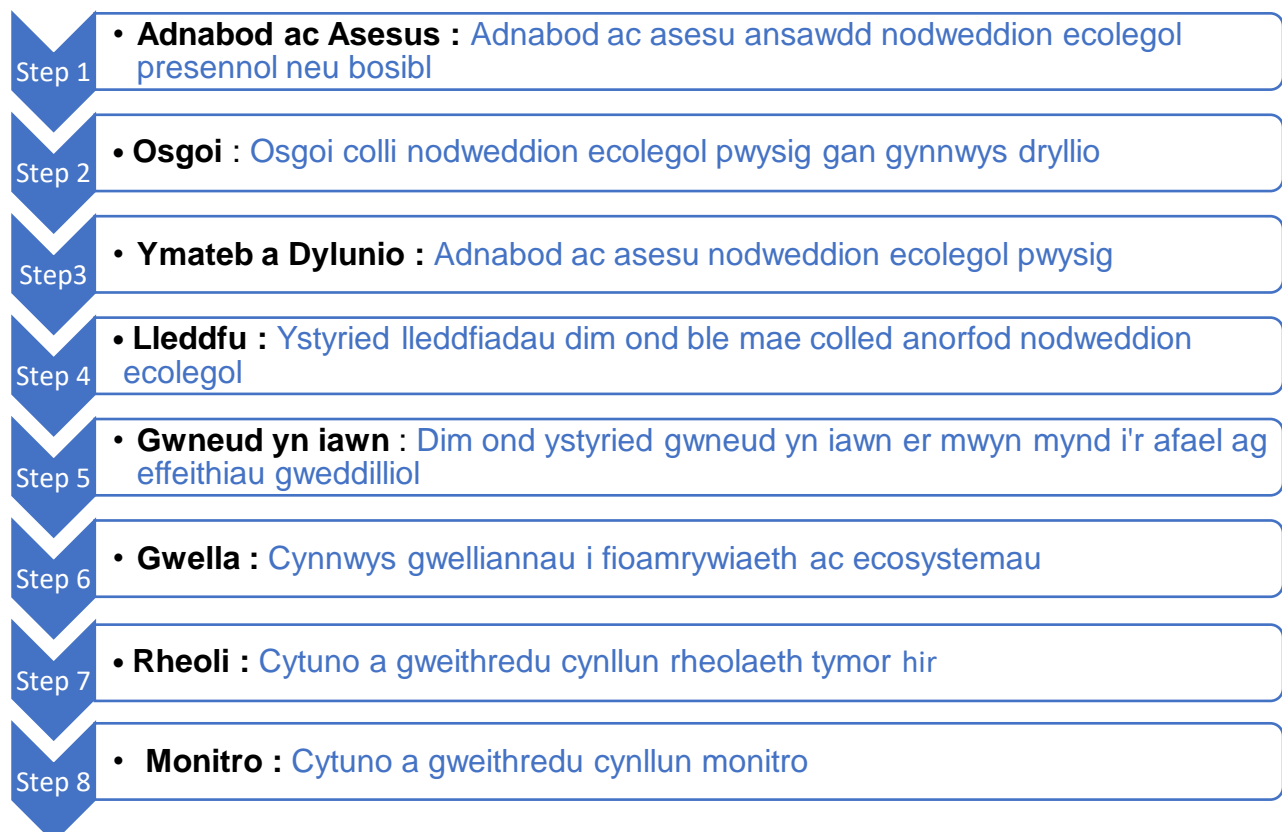 Step 1
• Adnabod ac Asesus : Adnabod ac asesu ansawdd nodweddion ecolegol
presennol neu bosibl
Step 2
• Osgoi : Osgoi colli nodweddion ecolegol pwysig gan gynnwys dryllio
Step3
• Ymateb a Dylunio : Adnabod ac asesu nodweddion ecolegol pwysig
Step 4
• Lleddfu : Ystyried lleddfiadau dim ond ble mae colled anorfod nodweddion
ecolegol
Step 5
• Gwneud yn iawn : Dim ond ystyried gwneud yn iawn er mwyn mynd i'r afael ag
effeithiau gweddilliol
Step 6
• Gwella : Cynnwys gwelliannau i fioamrywiaeth ac ecosystemau
Step 7
• Rheoli : Cytuno a gweithredu cynllun rheolaeth tymor hir
Step 8
• Monitro : Cytuno a gweithredu cynllun monitro